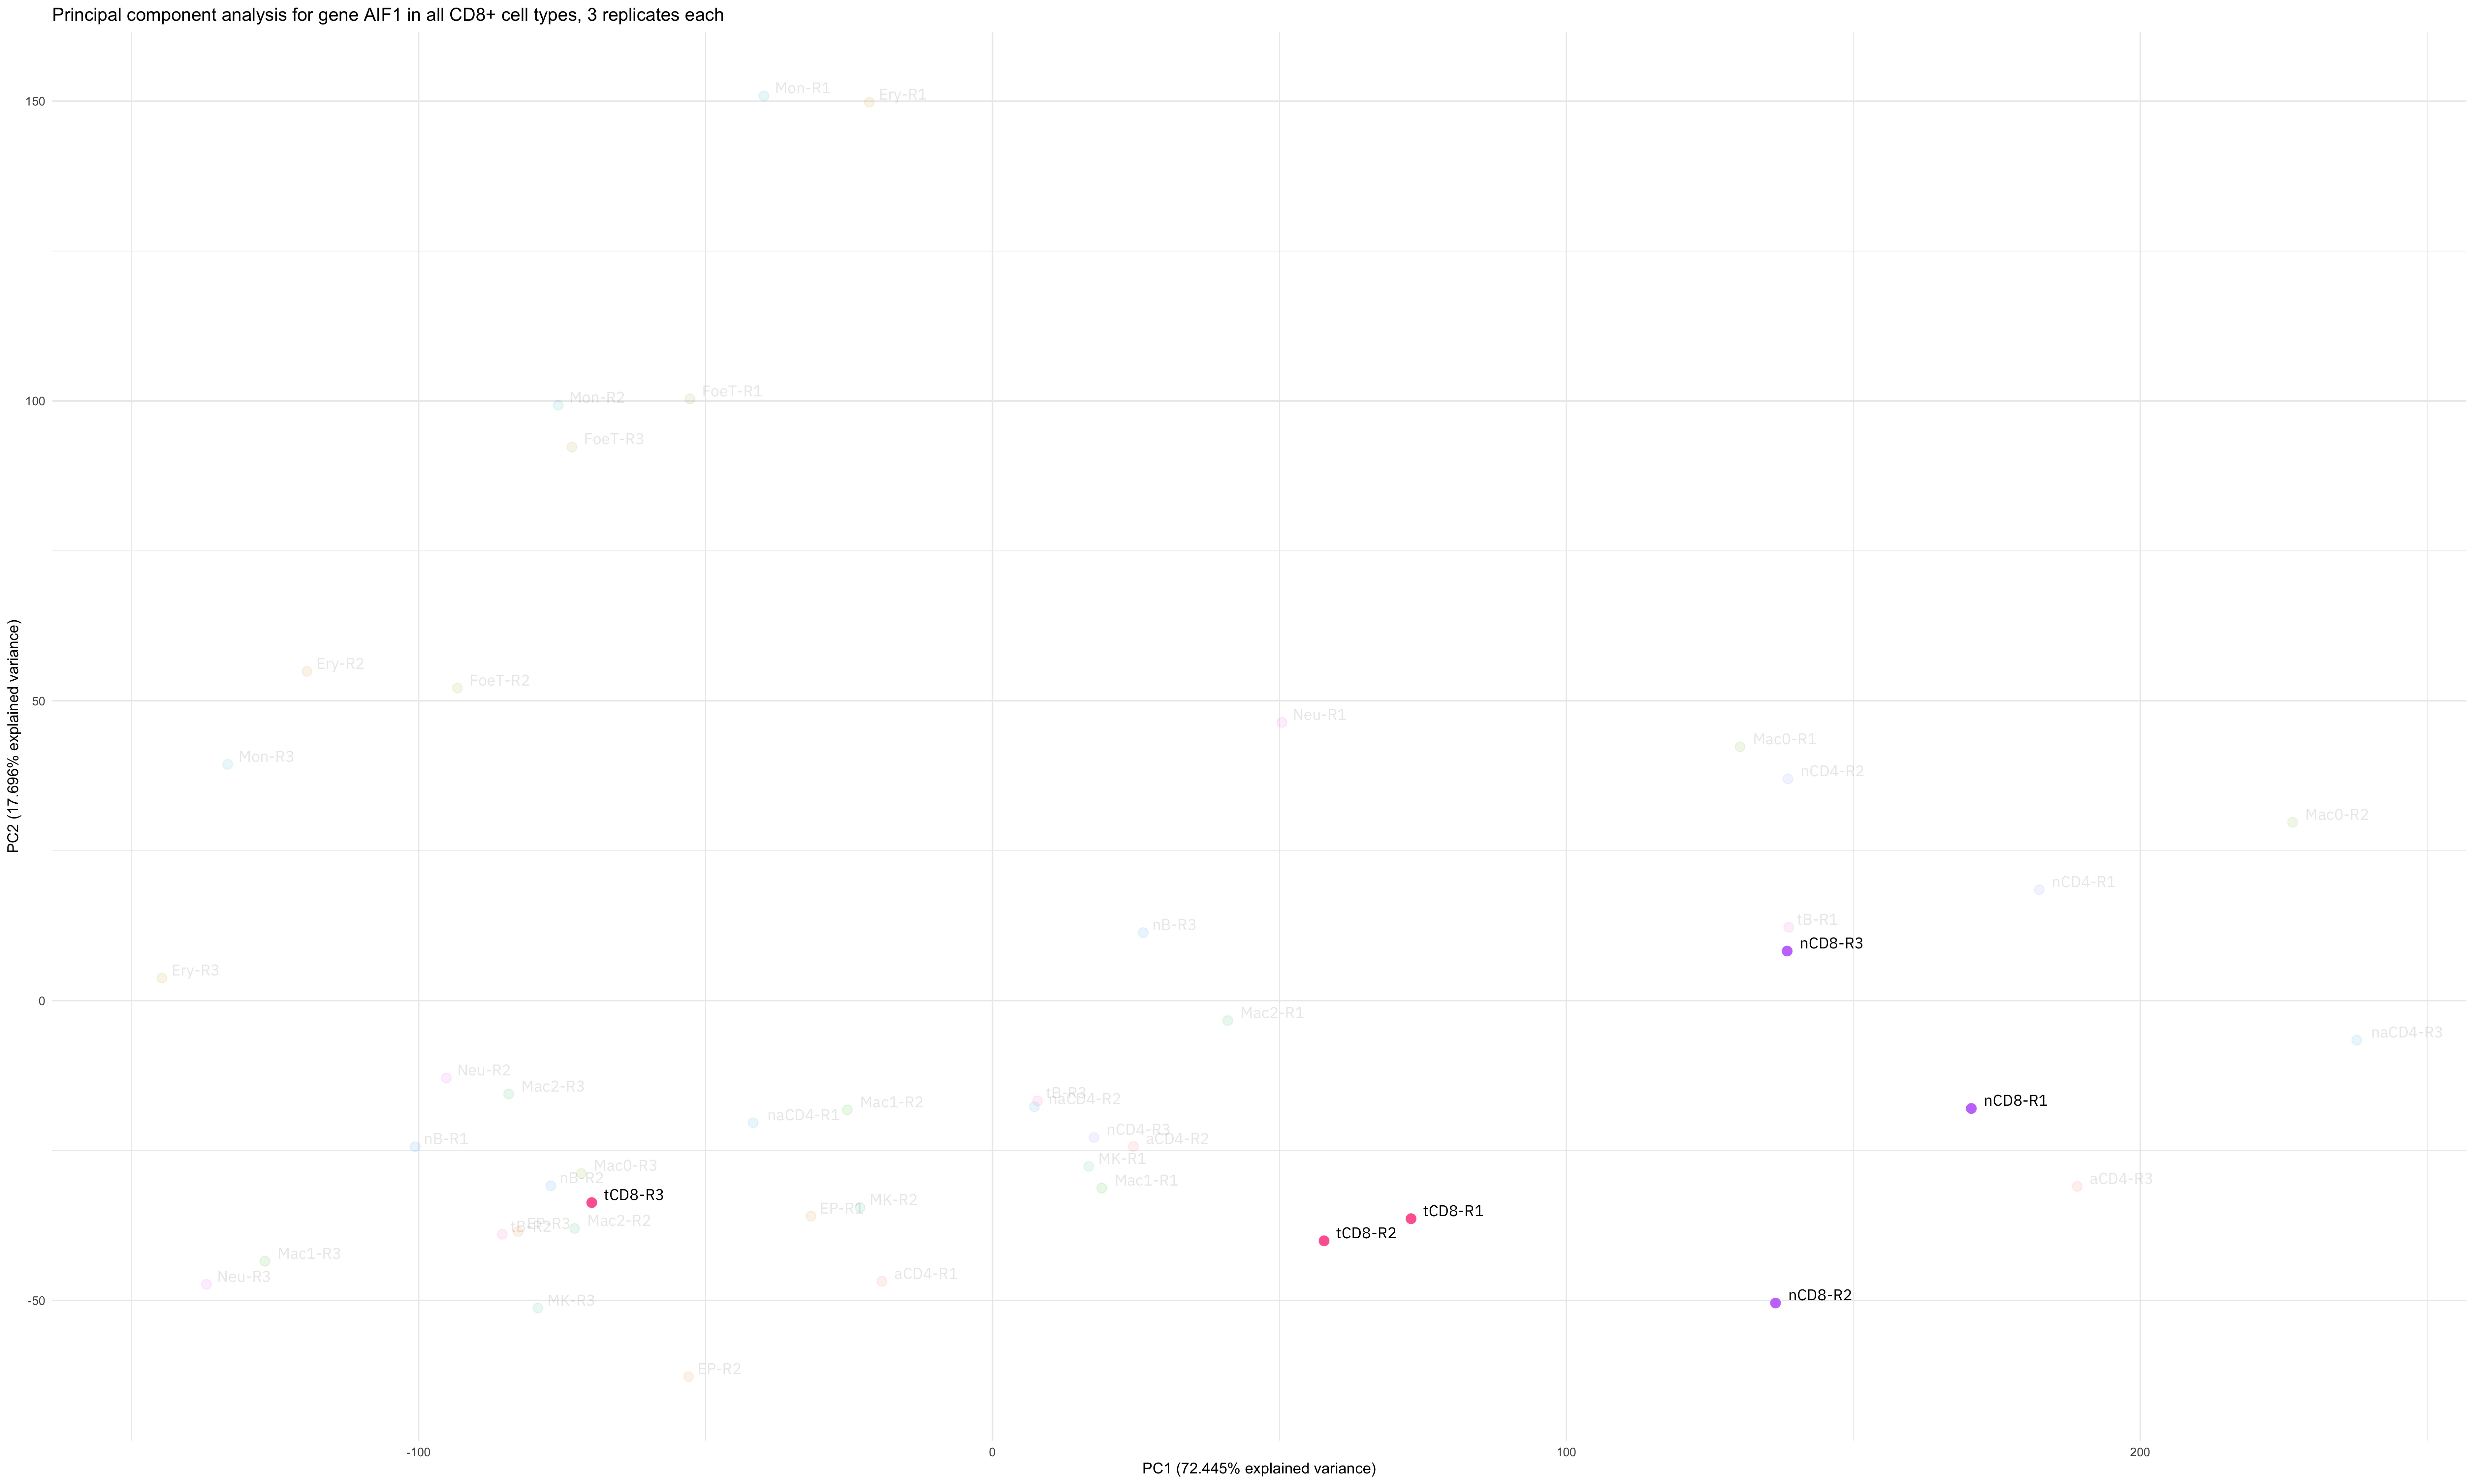 Principal component analysis for gene AIF1 in all CD8+ cell types, 3 replicates each
Mon-R1
Ery-R1
150
Mon-R2
FoeT-R1
100
FoeT-R3
Ery-R2
FoeT-R2
50
Neu-R1
Mac0-R1
Mon-R3
nCD4-R2
Mac0-R2
nCD4-R1
tB-R1
nB-R3
nCD8-R3
Ery-R3
0
Mac2-R1
naCD4-R3
Neu-R2
Mac2-R3
tB-R3
naCD4-R2
nCD8-R1
Mac1-R2
naCD4-R1
nCD4-R3
nB-R1
aCD4-R2
MK-R1
Mac0-R3
nB-R2
Mac1-R1
aCD4-R3
tCD8-R3
MK-R2
EP-R1
tCD8-R1
Mac2-R2
EP-R3
tB-R2
tCD8-R2
Mac1-R3
Neu-R3
aCD4-R1
nCD8-R2
MK-R3
-50
EP-R2
PC2 (17.696% explained variance)
-100
0
100
200
PC1 (72.445% explained variance)